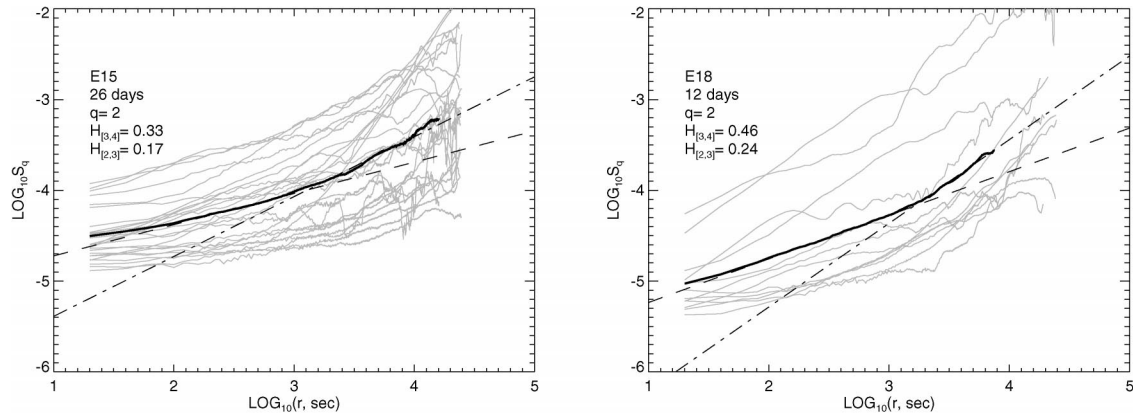 -2
-3
-4
-5
-6
LOG10Sq
E15
26 days
q= 2
H[3,4]= 0.33
H[2,3]= 0.17
1
2
3
4
5
LOG10(r, sec)
-2
-3
-4
-5
-6
LOG10Sq
E18
12 days
q= 2
H[3,4]= 0.46
H[2,3]= 0.24
1
2
3
4
5
LOG10(r, sec)